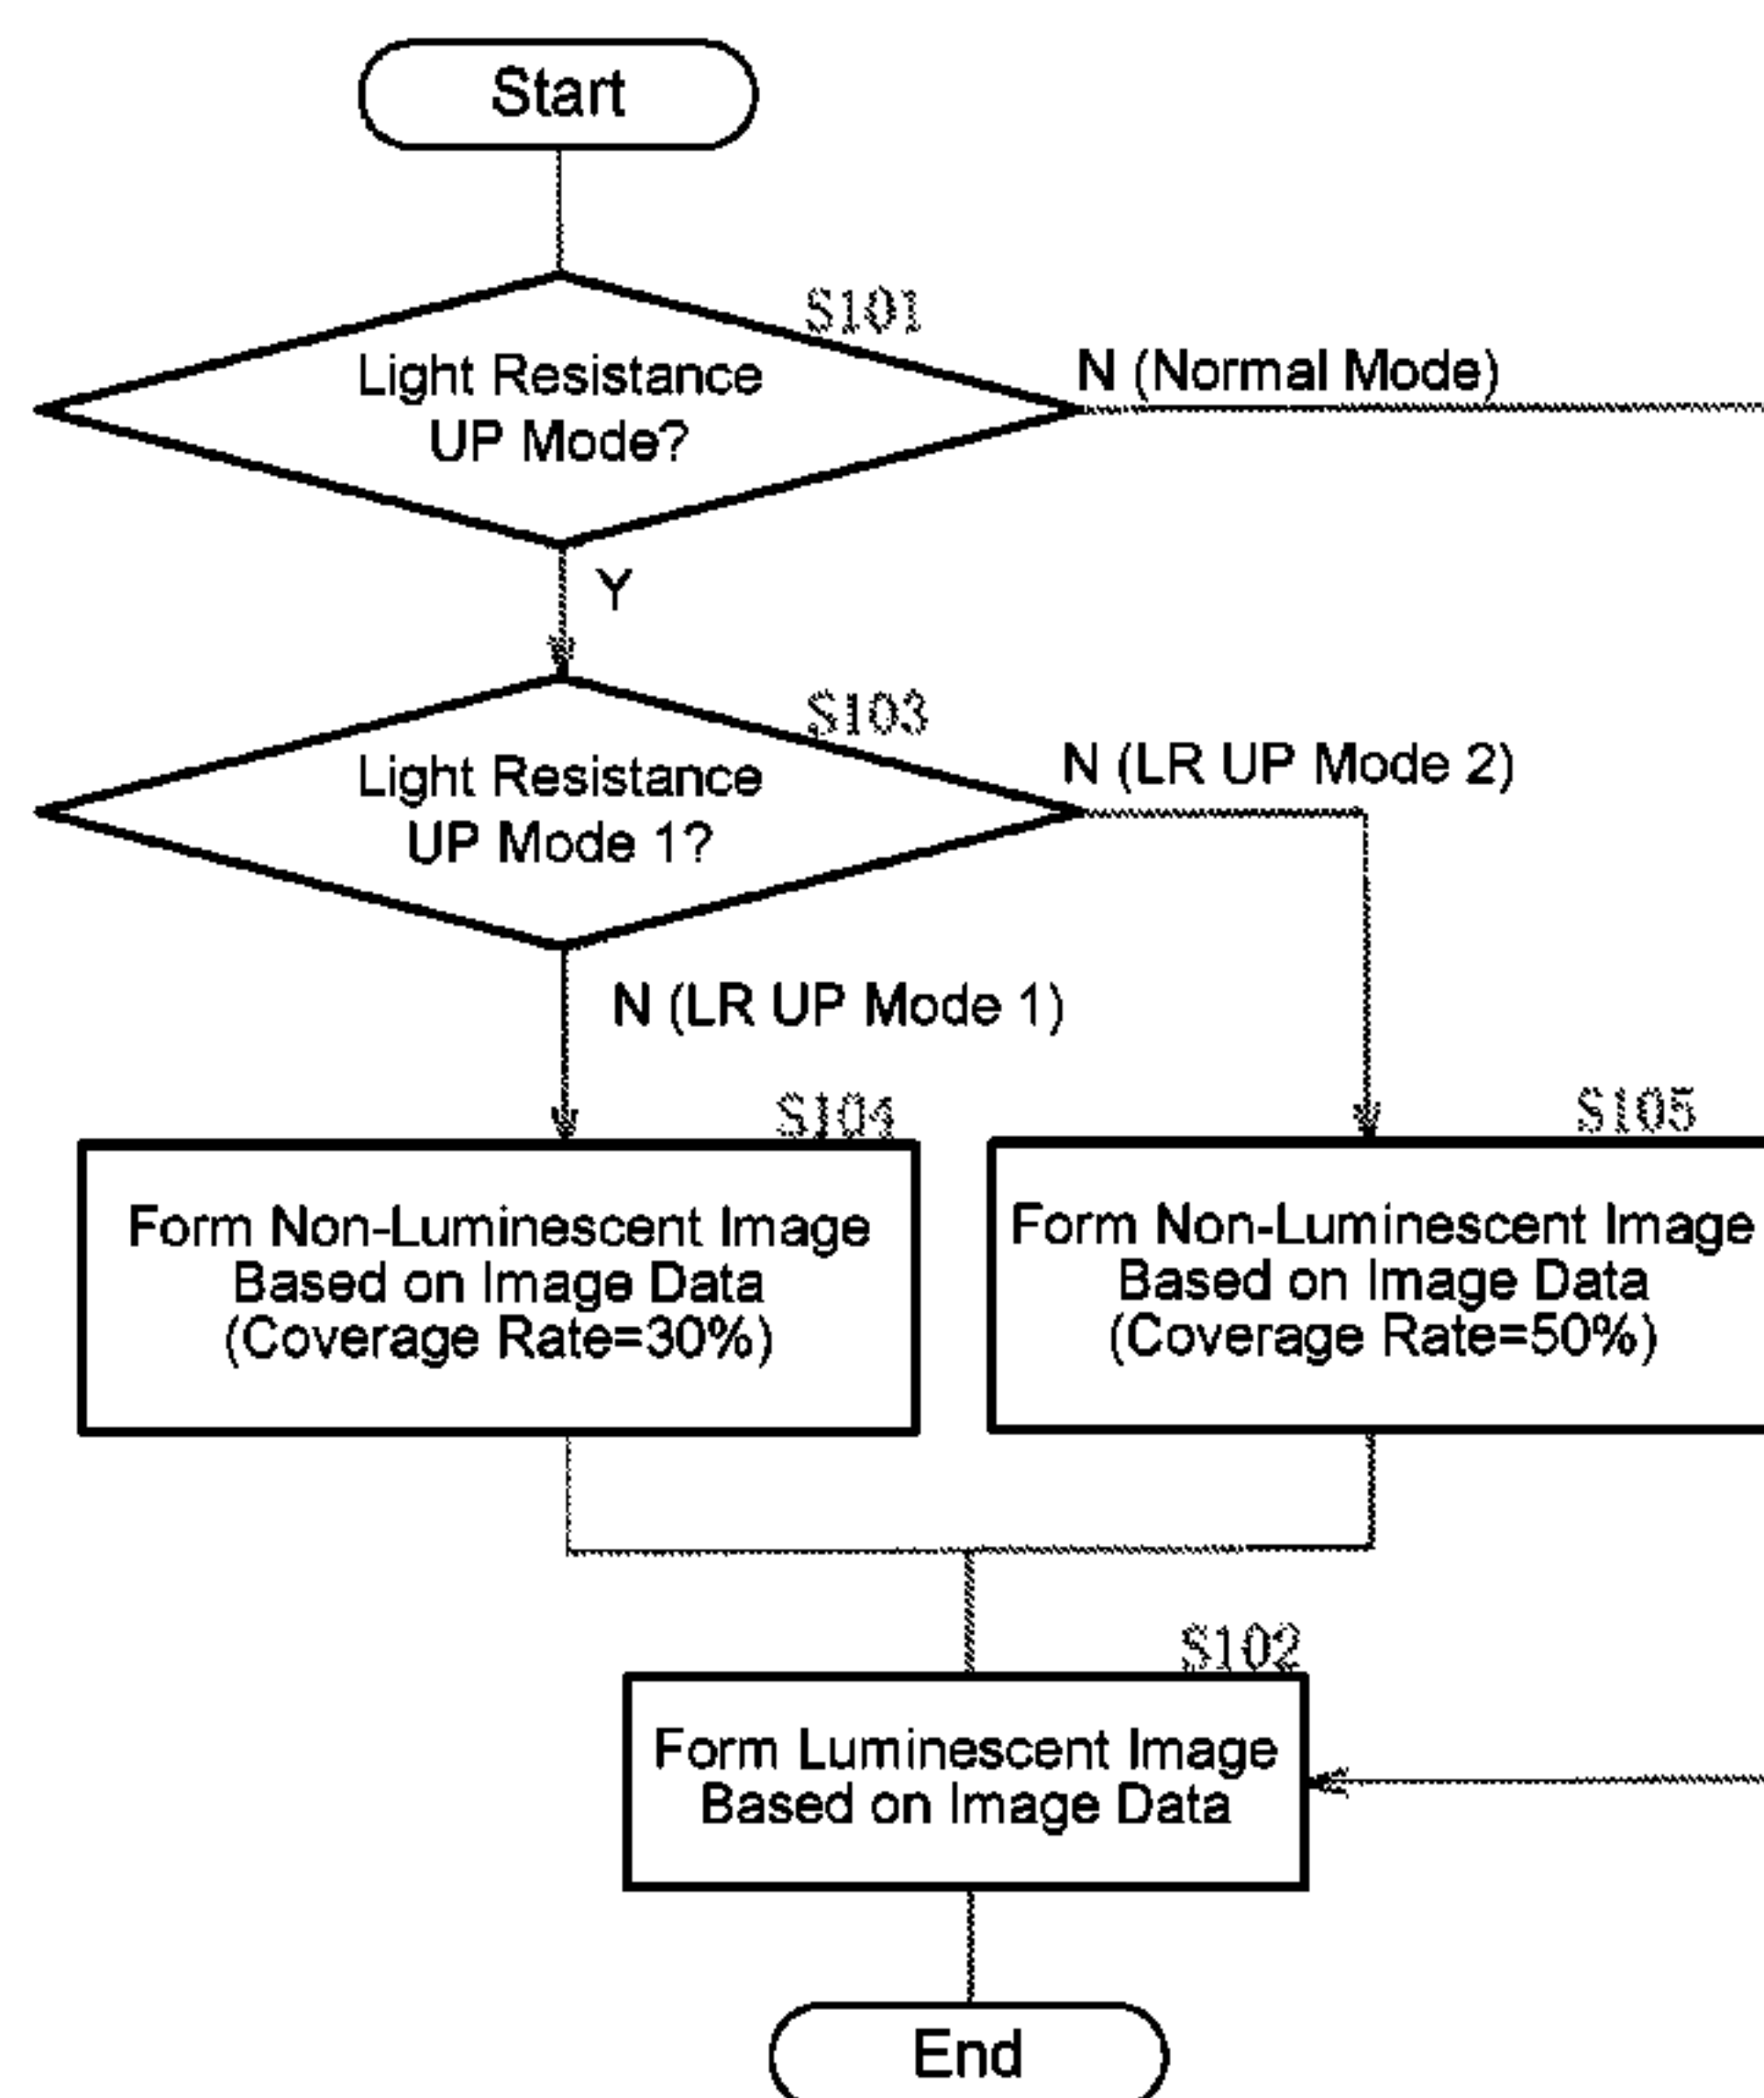 Start
S101
Light Resistance
UP Mode?
N (Normal Mode)
Y
S103
Light Resistance
UP Mode 1?
N (LR UP Mode 2)
N (LR UP Mode 1)
S104
Form Non-Luminescent Image
Based on Image Data
(Coverage Rate=30%)
S105
Form Non-Luminescent Image
Based on Image Data
(Coverage Rate=50%)
S102
Form Luminescent Image
Based on Image Data
End